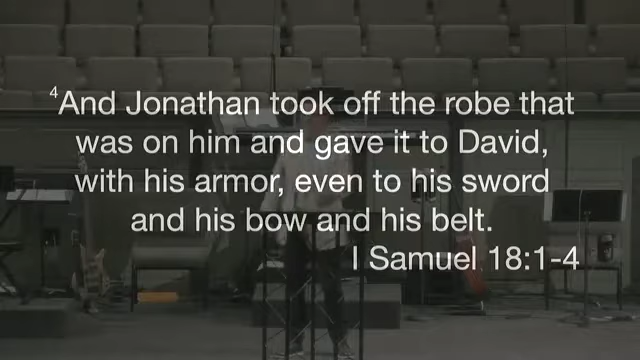 ⁴And Jonathan took off the robe that
was on him and gave it to David,
with his armor, even to his sword
and his bow and his belt.
I Samuel 18:1-4